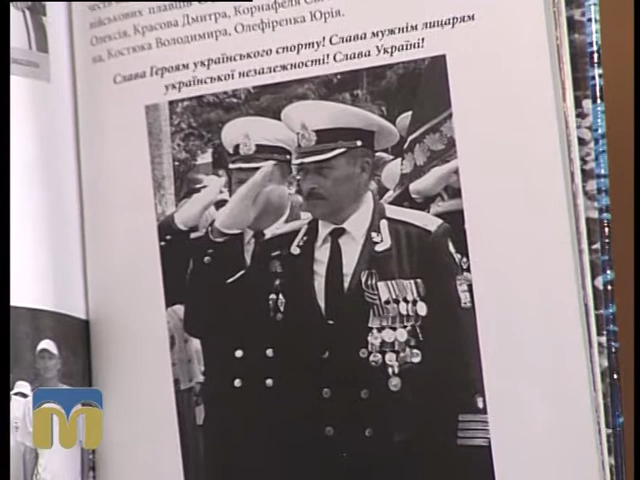 військових плавців
Олексія, Красова Дмитра, Корнафеля
ва, Костюка Володимира, Олефіренка Юрія.
Слава Героям українського спорту! Слава мужнім лицарям
української незалежності! Слава Україні!